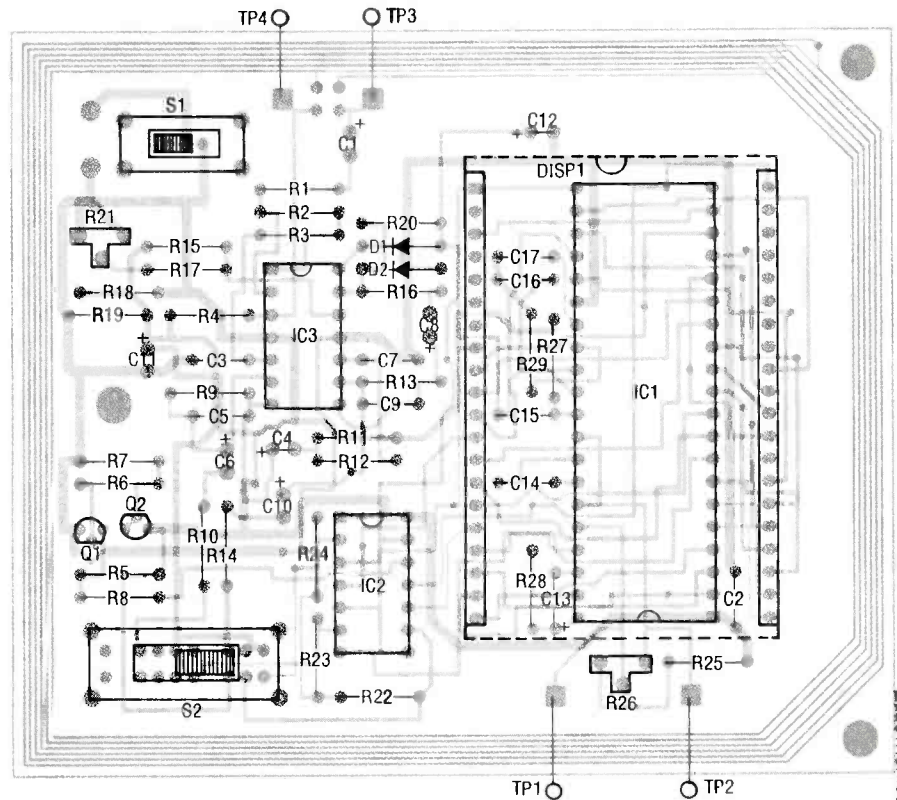 TP4
TP3
S1
C1
C12
DISP1
R1
R2
R21
R3
R20
R15
D1
R17
D2
C17
C16
R18
R16
R19
R4
IC3
C8
R27
C11
C3
C7
R29
R13
R9
C9
IC1
C5
C15
C4
R11
R7
C6
R12
R6
C14
Q2
C10
Q1
R10
R14
R24
R5
R28
IC2
R8
C13
C2
R23
R25
S2
R22
R26
TP1
TP2